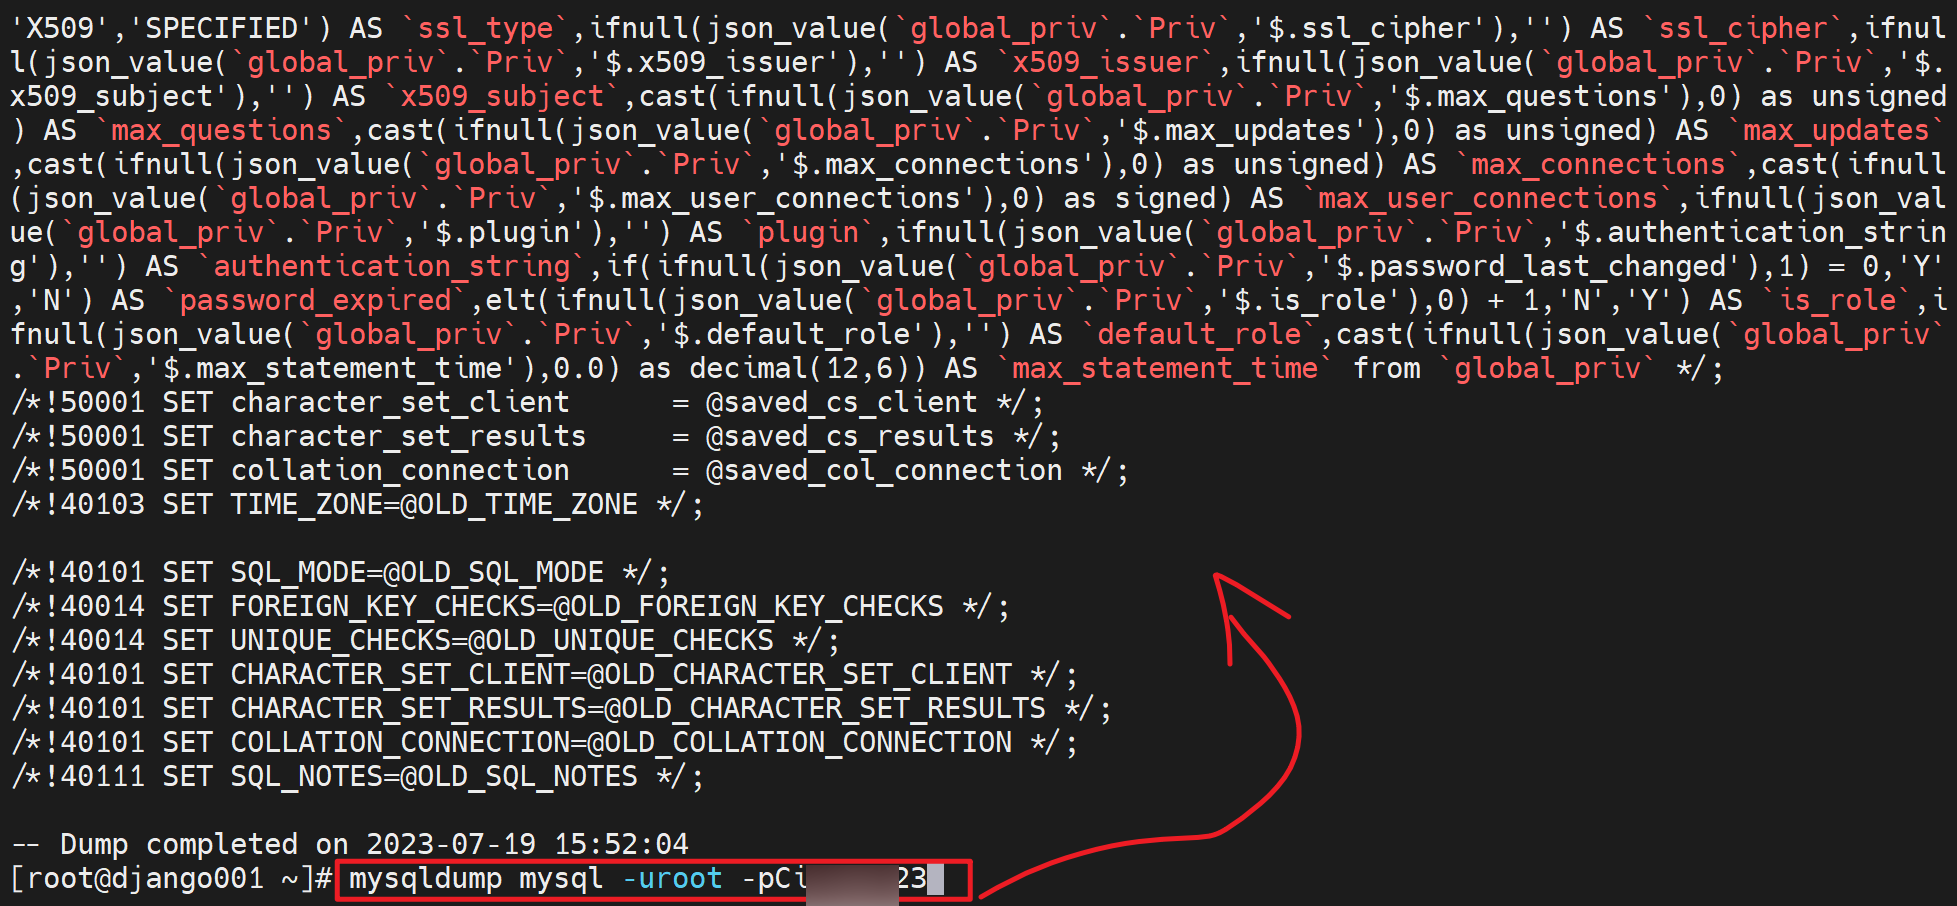 'X509','SPECIFIED') AS `ssl_type`,ifnull(json_value(`global_priv`.`Priv`,'$.ssl_cipher'),'') AS `ssl_cipher`,ifnul
l(json_value(`global_priv`.`Priv`,'$.x509_issuer'),'') AS `x509_issuer`,ifnull(json_value(`global_priv`.`Priv`,'$.
x509_subject'),'') AS `x509_subject`,cast(ifnull(json_value(`global_priv`.`Priv`,'$.max_questions'),0) as unsigned
) AS `max_questions`,cast(ifnull(json_value(`global_priv`.`Priv`,'$.max_updates'),0) as unsigned) AS `max_updates`
,cast(ifnull(json_value(`global_priv`.`Priv`,'$.max_connections'),0) as unsigned) AS `max_connections`,cast(ifnull
(json_value(`global_priv`.`Priv`,'$.max_user_connections'),0) as signed) AS `max_user_connections`,ifnull(json_val
ue(`global_priv`.`Priv`,'$.plugin'),'') AS `plugin`,ifnull(json_value(`global_priv`.`Priv`,'$.authentication_strin
g'),'') AS `authentication_string`,if(ifnull(json_value(`global_priv`.`Priv`,'$.password_last_changed'),1) = 0,'Y'
,'N') AS `password_expired`,elt(ifnull(json_value(`global_priv`.`Priv`,'$.is_role'),0) + 1,'N','Y') AS `is_role`,i
fnull(json_value(`global_priv`.`Priv`,'$.default_role'),'') AS `default_role`,cast(ifnull(json_value(`global_priv`
.`Priv`,'$.max_statement_time'),0.0) as decimal(12,6)) AS `max_statement_time` from `global_priv` */;
/*!50001 SET character_set_client      = @saved_cs_client */;
/*!50001 SET character_set_results     = @saved_cs_results */;
/*!50001 SET collation_connection      = @saved_col_connection */;
/*!40103 SET TIME_ZONE=@OLD_TIME_ZONE */;
/*!40101 SET SQL_MODE=@OLD_SQL_MODE */;
/*!40014 SET FOREIGN_KEY_CHECKS=@OLD_FOREIGN_KEY_CHECKS */;
/*!40014 SET UNIQUE_CHECKS=@OLD_UNIQUE_CHECKS */;
/*!40101 SET CHARACTER_SET_CLIENT=@OLD_CHARACTER_SET_CLIENT */;
/*!40101 SET CHARACTER_SET_RESULTS=@OLD_CHARACTER_SET_RESULTS */;
/*!40101 SET COLLATION_CONNECTION=@OLD_COLLATION_CONNECTION */;
/*!40111 SET SQL_NOTES=@OLD_SQL_NOTES */;
-- Dump completed on 2023-07-19 15:52:04
[root@django001 ~]# mysqldump mysql -uroot